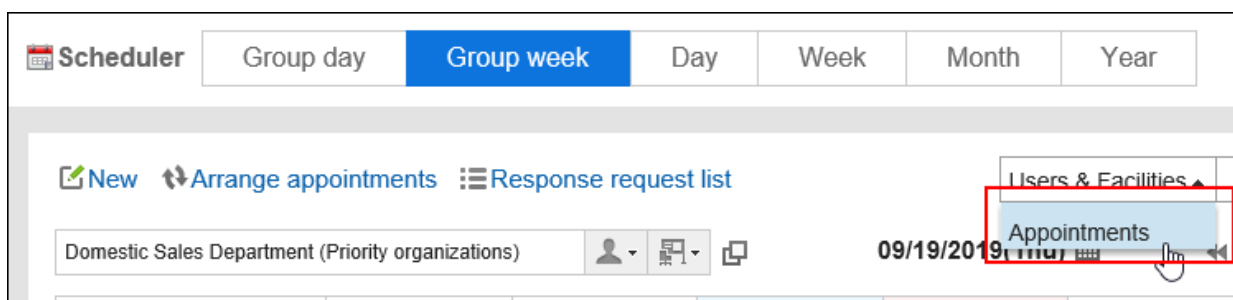 Scheduler Group day Group week Day Week Month Year
New Arrange appointments Response request list Users & Facilities
Appointments
Domestic Sales Department (Priority organizations) 09/19/2019(Thu)